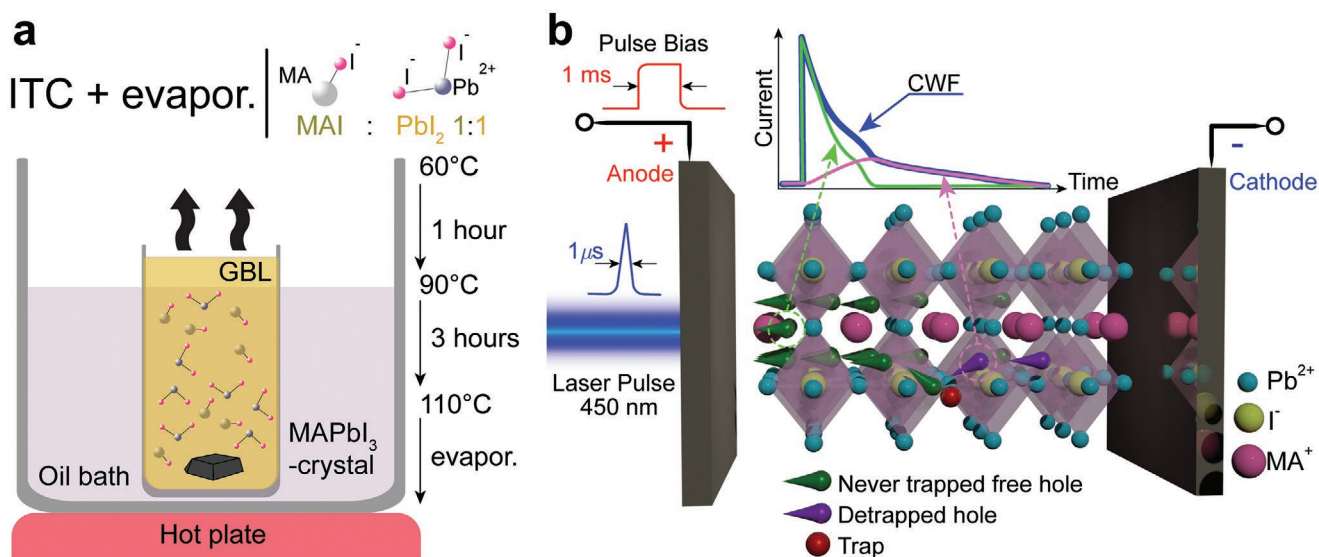 a
ITC + evapor.
MA
I-
I-
I-
Pb2+
MAI : PbI2 1:1
60°C
1 hour
GBL
90°C
3 hours
110°C
MAPbI3
-crystal
evapor.
Oil bath
Hot plate
b
Pulse Bias
1 ms
+
Anode
Current
CWF
Time
-
Cathode
1μs
Laser Pulse
450 nm
Pb2+
I-
MA+
Never trapped free hole
Detrapped hole
Trap